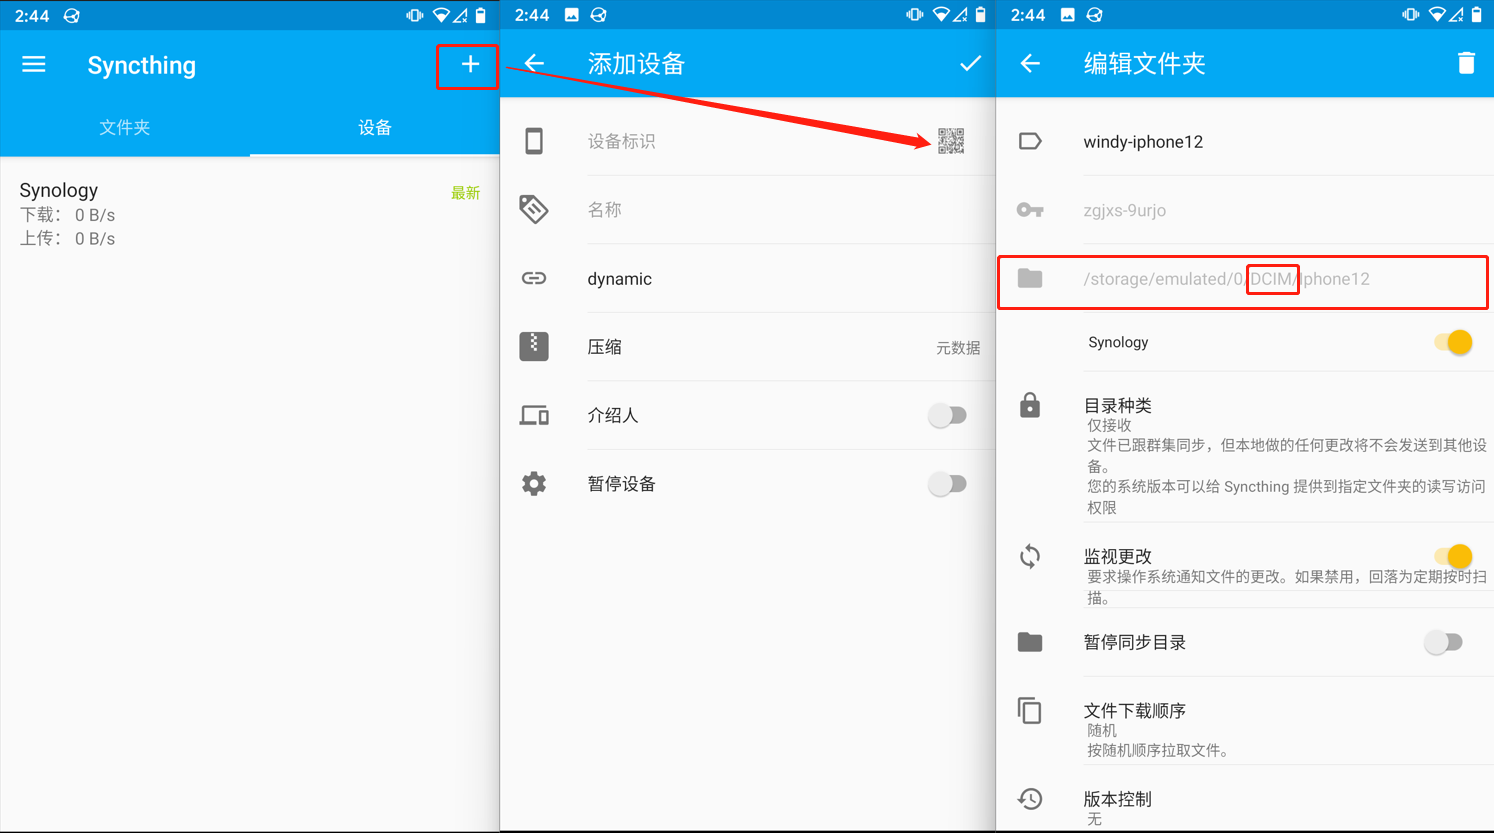 2:44
Syncthing
文件夹
设备
Synology
最新
下载： 0 B/s
上传： 0 B/s
2:44
添加设备
设备标识
名称
dynamic
压缩
元数据
介绍人
暂停设备
2:44
编辑文件夹
windy-iphone12
zgjxs-9urjo
/storage/emulated/0/DCIM/Iphone12
Synology
目录种类
仅接收
文件已跟群集同步，但本地做的任何更改将不会发送到其他设
备。
您的系统版本可以给 Syncthing 提供到指定文件夹的读写访问
权限
监视更改
要求操作系统通知文件的更改。如果禁用，回落为定期按时扫
描。
暂停同步目录
文件下载顺序
随机
按随机顺序拉取文件。
版本控制
无